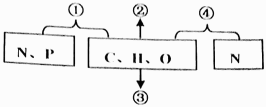 ① ② ④
N、P C、H、O N
③